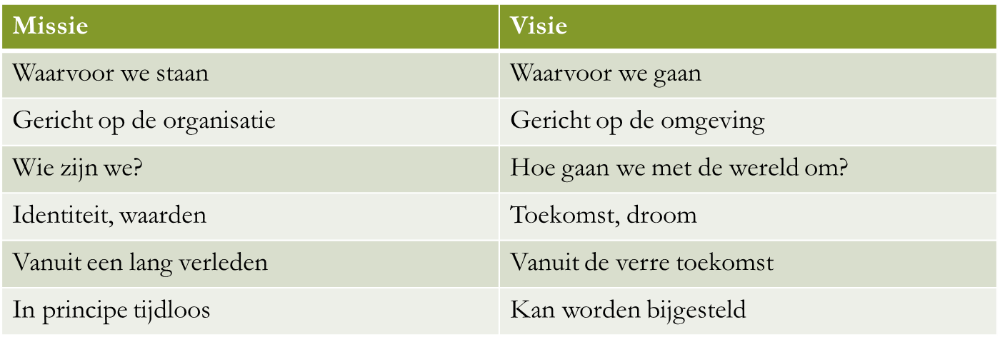 Missie Visie
Waarvoor we staan Waarvoor we gaan
Gericht op de organisatie Gericht op de omgeving
Wie zijn we? Hoe gaan we met de wereld om?
Identiteit, waarden Toekomst, droom
Vanuit een lang verleden Vanuit de verre toekomst
In principe tijdloos Kan worden bijgesteld